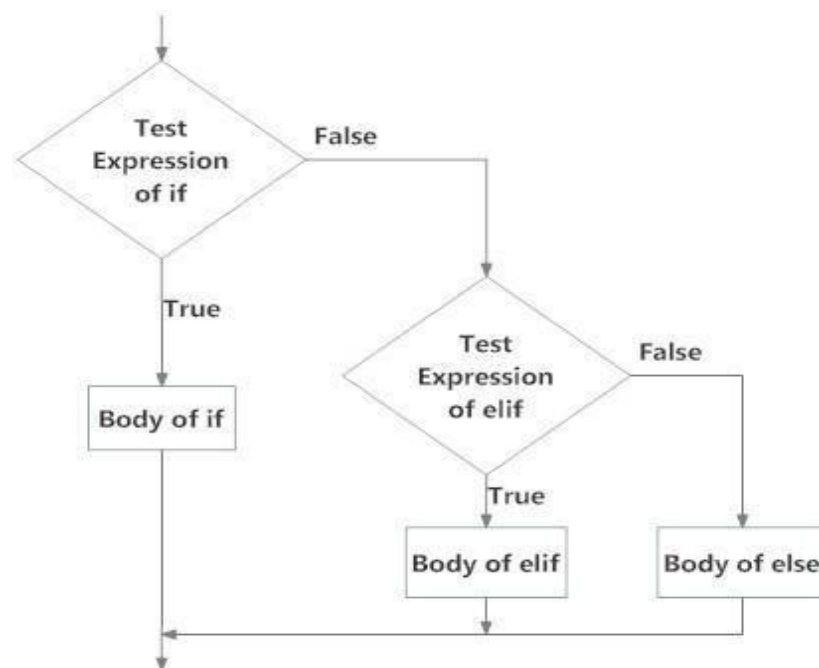 Test
Expression
of if
False
True
Body of if
Test
Expression
of elif
False
True
Body of elif
Body of else